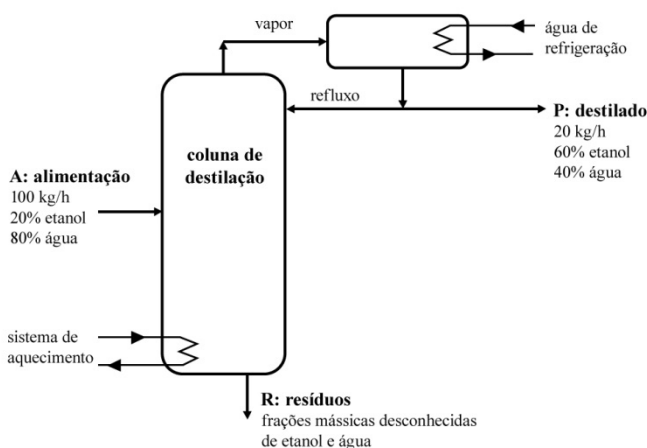 vapor
água de
refrigeração
refluxo
P: destilado
20 kg/h
60% etanol
40% água
coluna de
destilação
A: alimentação
100 kg/h
20% etanol
80% água
sistema de
aquecimento
R: resíduos
frações mássicas desconhecidas
de etanol e água